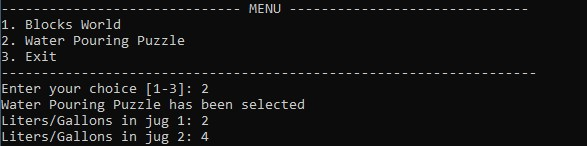 ------------------------------ MENU ------------------------------
1. Blocks World
2. Water Pouring Puzzle
3. Exit
-------------------------------------------------------------------
Enter your choice [1-3]: 2
Water Pouring Puzzle has been selected
Liters/Gallons in jug 1: 2
Liters/Gallons in jug 2: 4